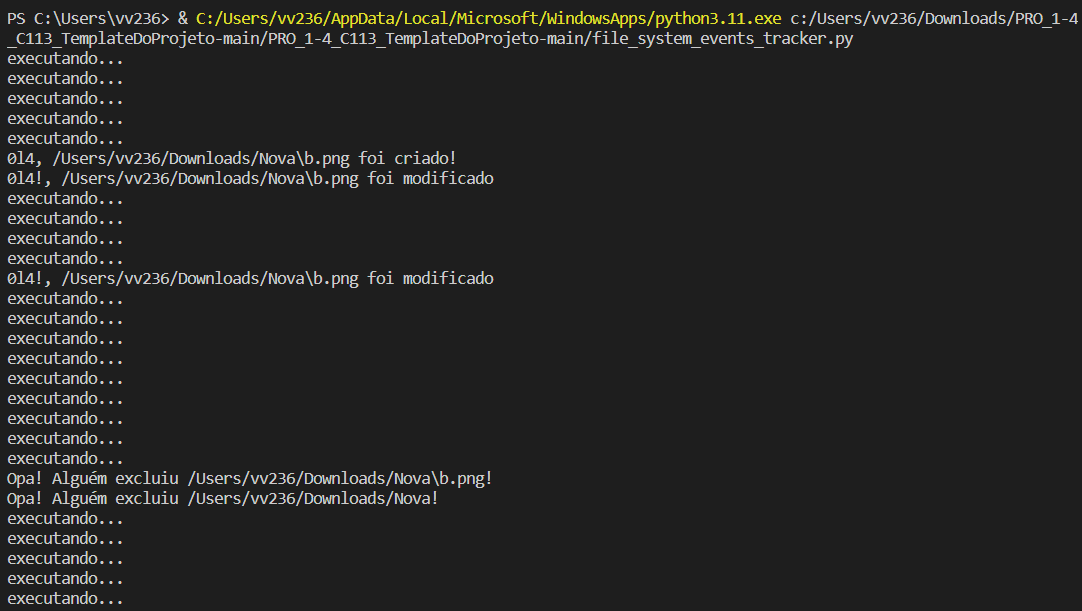 PS C:\Users\vv236> & C:/Users/vv236/AppData/Local/Microsoft/WindowsApps/python3.11.exe c:/Users/vv236/Downloads/PRO_1-4
_C113_TemplateDoProjeto-main/PRO_1-4_C113_TemplateDoProjeto-main/file_system_events_tracker.py
executando...
executando...
executando...
executando...
executando...
0l4, /Users/vv236/Downloads/Nova\b.png foi criado!
0l4!, /Users/vv236/Downloads/Nova\b.png foi modificado
executando...
executando...
executando...
executando...
0l4!, /Users/vv236/Downloads/Nova\b.png foi modificado
executando...
executando...
executando...
executando...
executando...
executando...
executando...
executando...
executando...
Opa! Alguém excluiu /Users/vv236/Downloads/Nova\b.png!
Opa! Alguém excluiu /Users/vv236/Downloads/Nova!
executando...
executando...
executando...
executando...
executando...